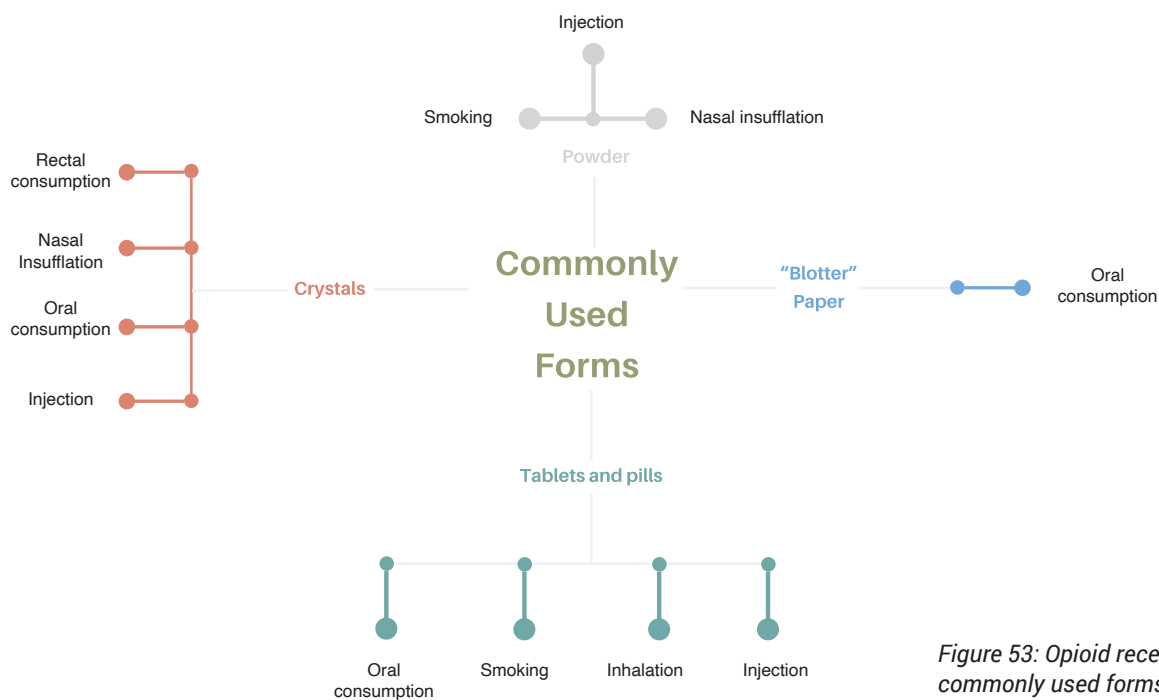 Injection
Smoking
Nasal insufflation
Powder
Rectal
consumption
Nasal
Insufflation
Oral
consumption
Injection
Crystals
Commonly
Used
Forms
“Blotter”
Paper
Oral
consumption
Tablets and pills
Oral
consumption
Smoking
Inhalation
Injection
Figure 53: Opioid
commonly used forms